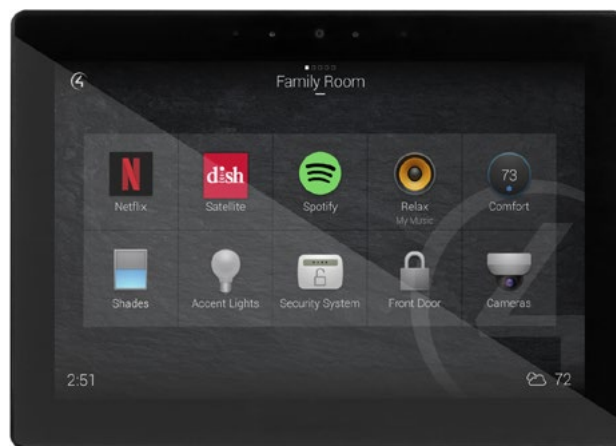 Family Room
Netflix
Satellite
Spotify
Relax
My Music
Comfort
N
dish
73
Shades
Accent Lights
Security System
Front Door
Cameras
2:51
72